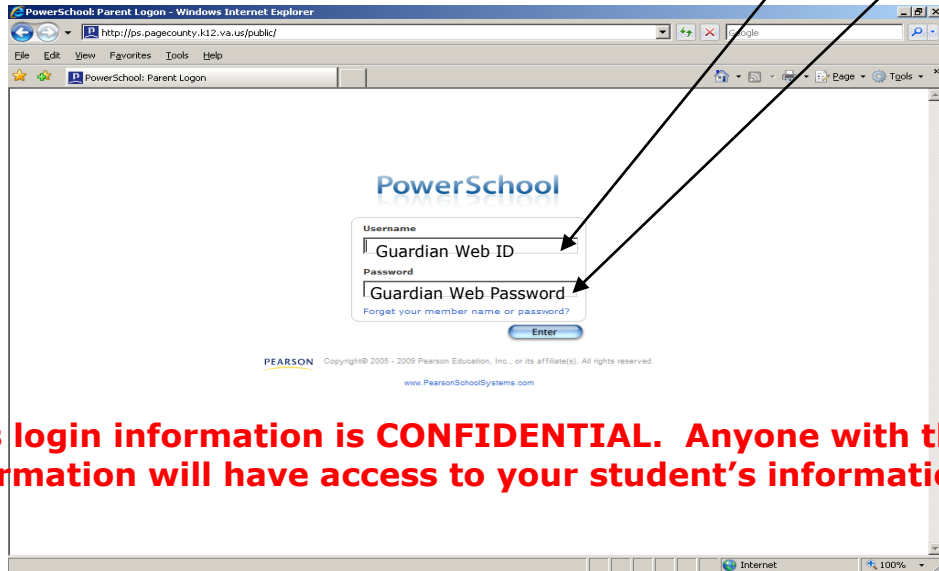 PowerSchool: Parent Logon - Windows Internet Explorer
http://ps.pagecounty.k12.va.us/public/
Google
File Edit View Favorites Tools Help
PowerSchool: Parent Logon
Page Tools
PowerSchool
Username
Guardian Web ID
Password
Guardian Web Password
Forget your member name or password?
Enter
PEARSON Copyright© 2005 - 2009 Pearson Education, Inc., or its affiliate(s). All rights reserved.
www.PearsonSchoolSystems.com
login information is CONFIDENTIAL. Anyone with
will have access to your student’s
Internet 100%